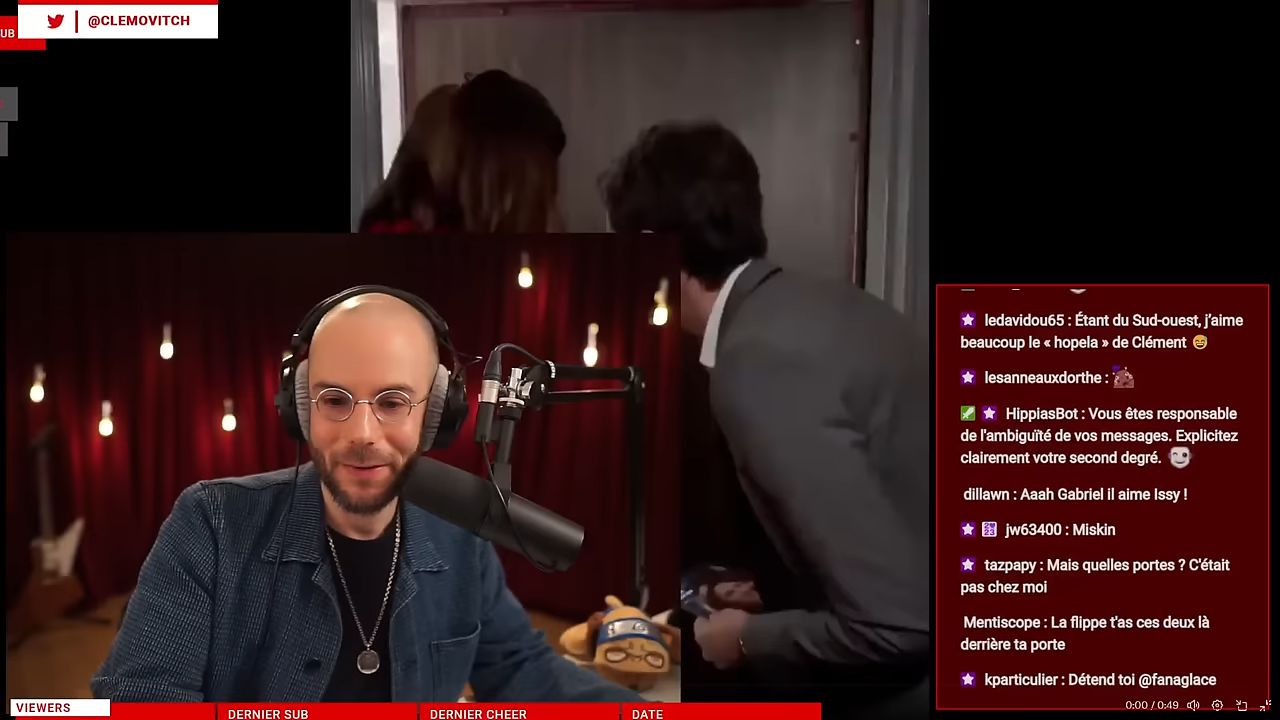 @CLEMOVITCH
UB
ledavidou65 : Étant du Sud-ouest, j'aime
beaucoup le « hopela » de Clément 😅
lesanneauxdorthe :
HippiasBot : Vous êtes responsable
de l'ambiguïté de vos messages. Explicitez
clairement votre second degré.
dillawn : Aaah Gabriel il aime Issy !
jw63400 : Miskin
tazpapy : Mais quelles portes ? C'était
pas chez moi
Mentiscope : La flippe t'as ces deux là
derrière ta porte
kparticulier : Détend toi @fanaglace
0:00 / 0:49
VIEWERS
DERNIER SUB
DERNIER CHEER
DATE